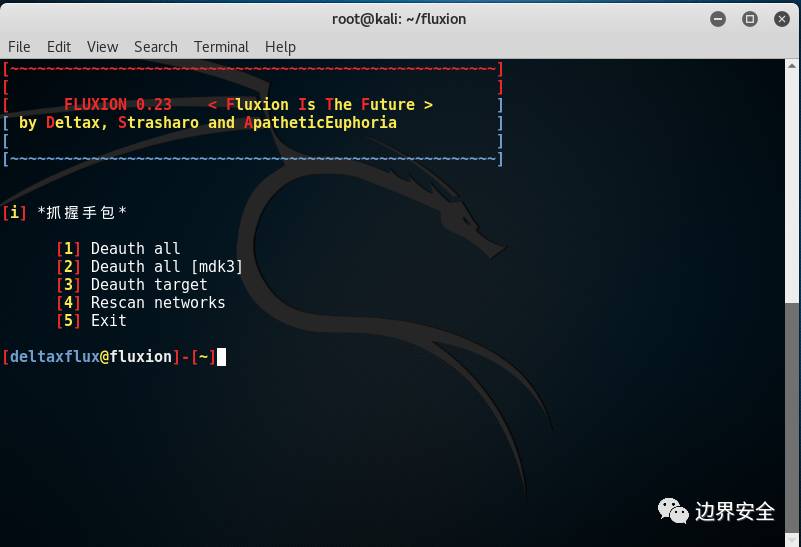 root@kali: ~/fluxion
File Edit View Search Terminal Help
[~~~~~~~~~~~~~~~~~~~~~~~~~~~~~~~~~~~~~~~~~~~~~~~~~~~~~~]
[ ]
[ FLUXION 0.23 < Fluxion Is The Future > ]
[ by Deltax, Strasharo and ApatheticEuphoria ]
[ ]
[~~~~~~~~~~~~~~~~~~~~~~~~~~~~~~~~~~~~~~~~~~~~~~~~~~~~~~]
[i] *抓握手包*
[1] Deauth all
[2] Deauth all [mdk3]
[3] Deauth target
[4] Rescan networks
[5] Exit
[deltaxflux@fluxion]-[~]
边界安全